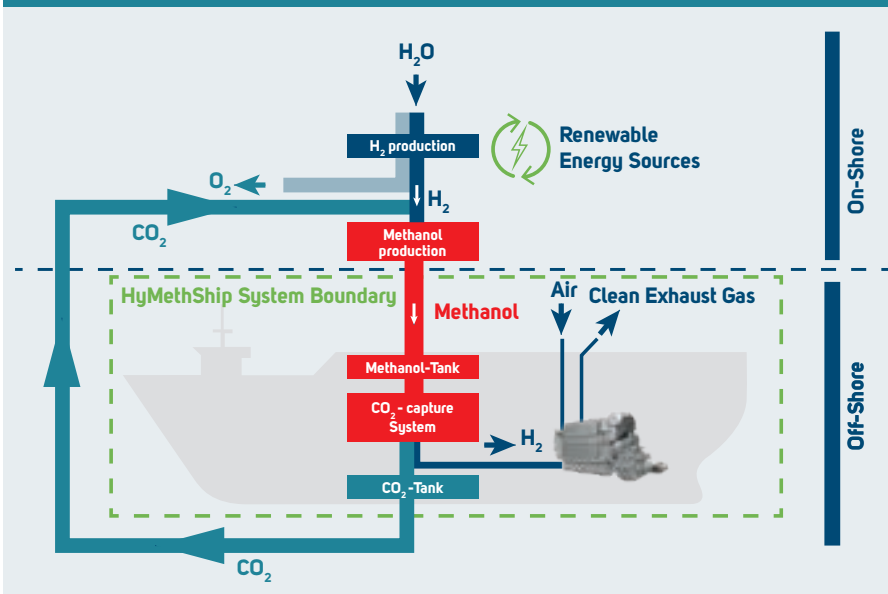 H₂O
H₂ production
Renewable
Energy Sources
O₂
H₂
CO₂
Methanol
production
On-Shore
HyMethShip System Boundary
Methanol
Air
Clean Exhaust Gas
Methanol-Tank
CO₂- capture
System
H₂
CO₂-Tank
Off-Shore
CO₂